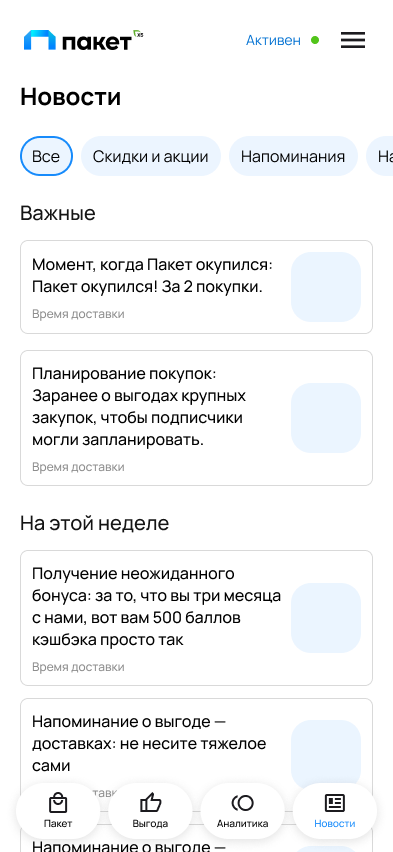 пакет x5
Активен
Новости
Все
Скидки и акции
Напоминания
На
Важные
Момент, когда Пакет окупился:
Пакет окупился! За 2 покупки.
Время доставки
Планирование покупок:
Заранее о выгодах крупных
закупок, чтобы подписчики
могли запланировать.
Время доставки
На этой неделе
Получение неожиданного
бонуса: за то, что вы три месяца
с нами, вот вам 500 баллов
кэшбэка просто так
Время доставки
Напоминание о выгоде —
доставках: не несите тяжелое
сами
Пакет
Выгода
Аналитика
Новости
Напоминание о выгоде —